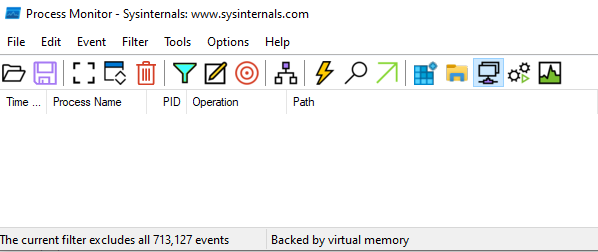 Process Monitor - Sysinternals: www.sysinternals.com
File Edit Event Filter Tools Options Help
Time ... Process Name PID Operation Path
The current filter excludes all 713,127 events Backed by virtual memory